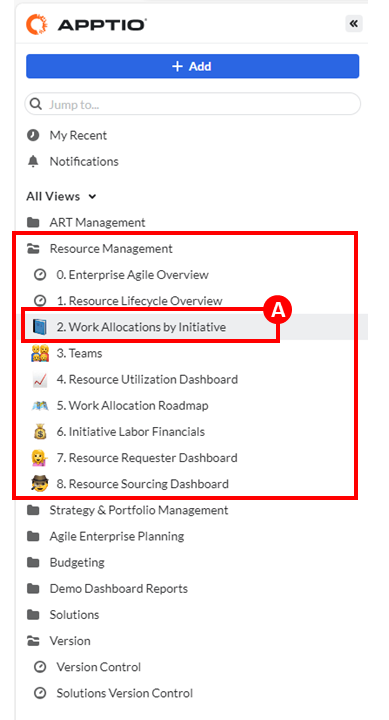 APPTIO
«
+ Add
Jump to...
My Recent
Notifications
All Views
ART Management
Resource Management
0. Enterprise Agile Overview
1. Resource Lifecycle Overview
A
2. Work Allocations by Initiative
3. Teams
4. Resource Utilization Dashboard
5. Work Allocation Roadmap
6. Initiative Labor Financials
7. Resource Requester Dashboard
8. Resource Sourcing Dashboard
Strategy & Portfolio Management
Agile Enterprise Planning
Budgeting
Demo Dashboard Reports
Solutions
Version
Version Control
Solutions Version Control